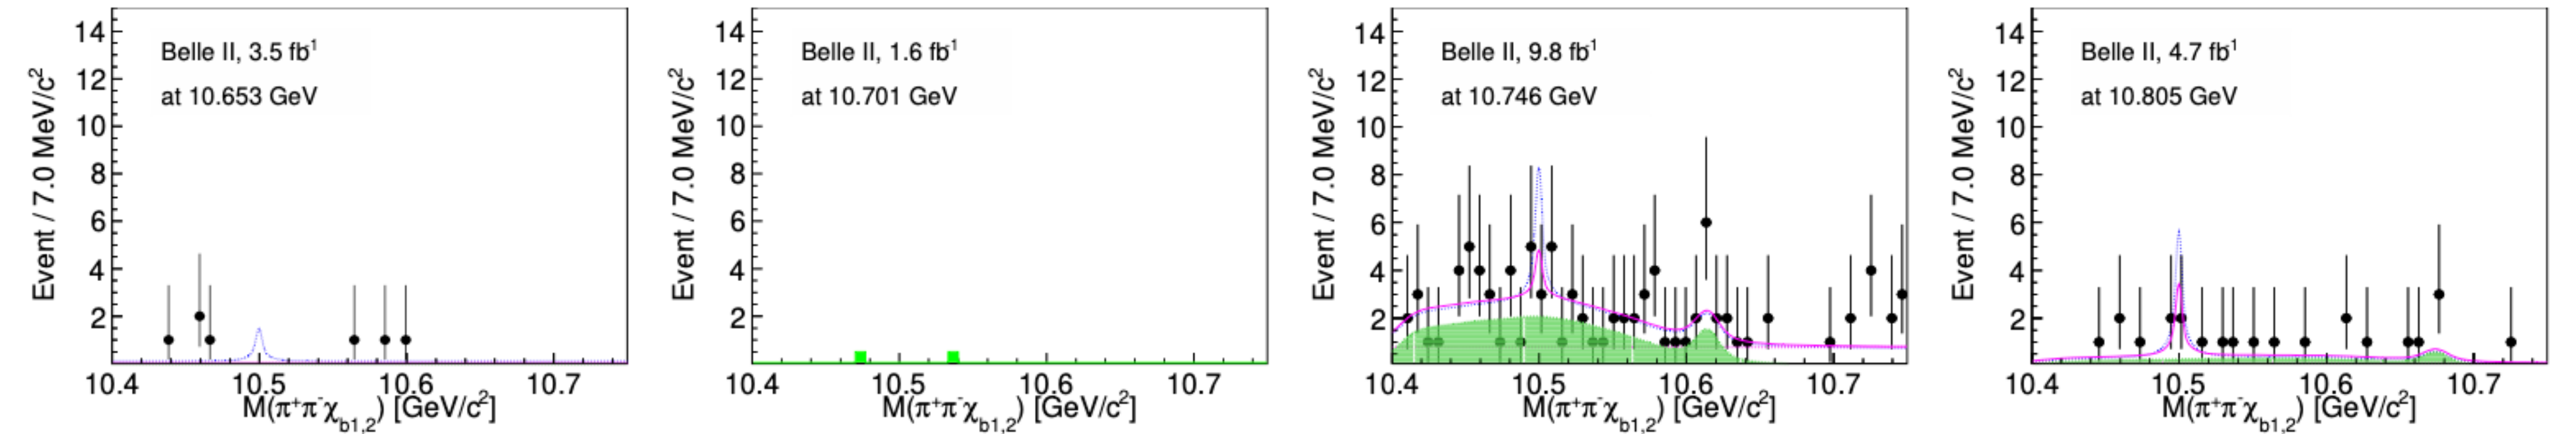 14
12
10
8
6
4
2
Event / 7.0 MeV/c²
Belle II, 3.5 fb⁻¹
at 10.653 GeV
10.4 10.5 10.6 10.7
M(π⁺π⁻χb1,2) [GeV/c²]
14
12
10
8
6
4
2
Event / 7.0 MeV/c²
Belle II, 1.6 fb⁻¹
at 10.701 GeV
10.4 10.5 10.6 10.7
M(π⁺π⁻χb1,2) [GeV/c²]
14
12
10
8
6
4
2
Event / 7.0 MeV/c²
Belle II, 9.8 fb⁻¹
at 10.746 GeV
10.4 10.5 10.6 10.7
M(π⁺π⁻χb1,2) [GeV/c²]
14
12
10
8
6
4
2
Event / 7.0 MeV/c²
Belle II, 4.7 fb⁻¹
at 10.805 GeV
10.4 10.5 10.6 10.7
M(π⁺π⁻χb1,2) [GeV/c²]